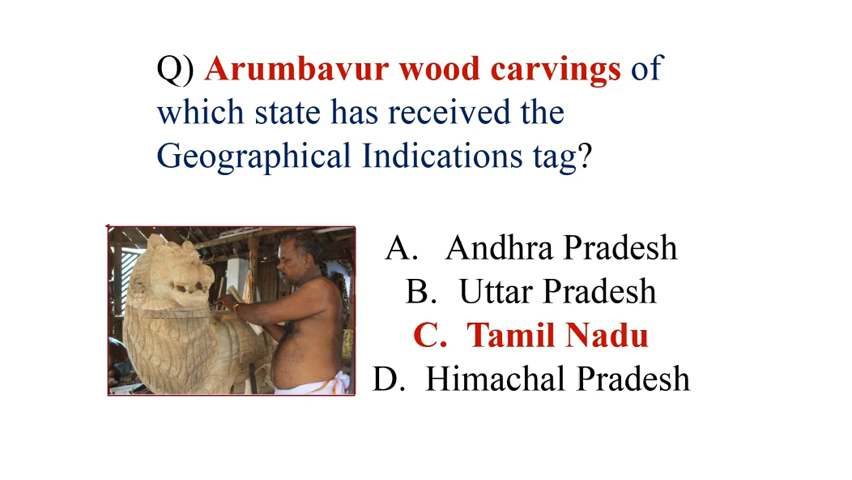 Q) Arumbavur wood carvings of
which state has received the
Geographical Indications tag?
A. Andhra Pradesh
B. Uttar Pradesh
C. Tamil Nadu
D. Himachal Pradesh